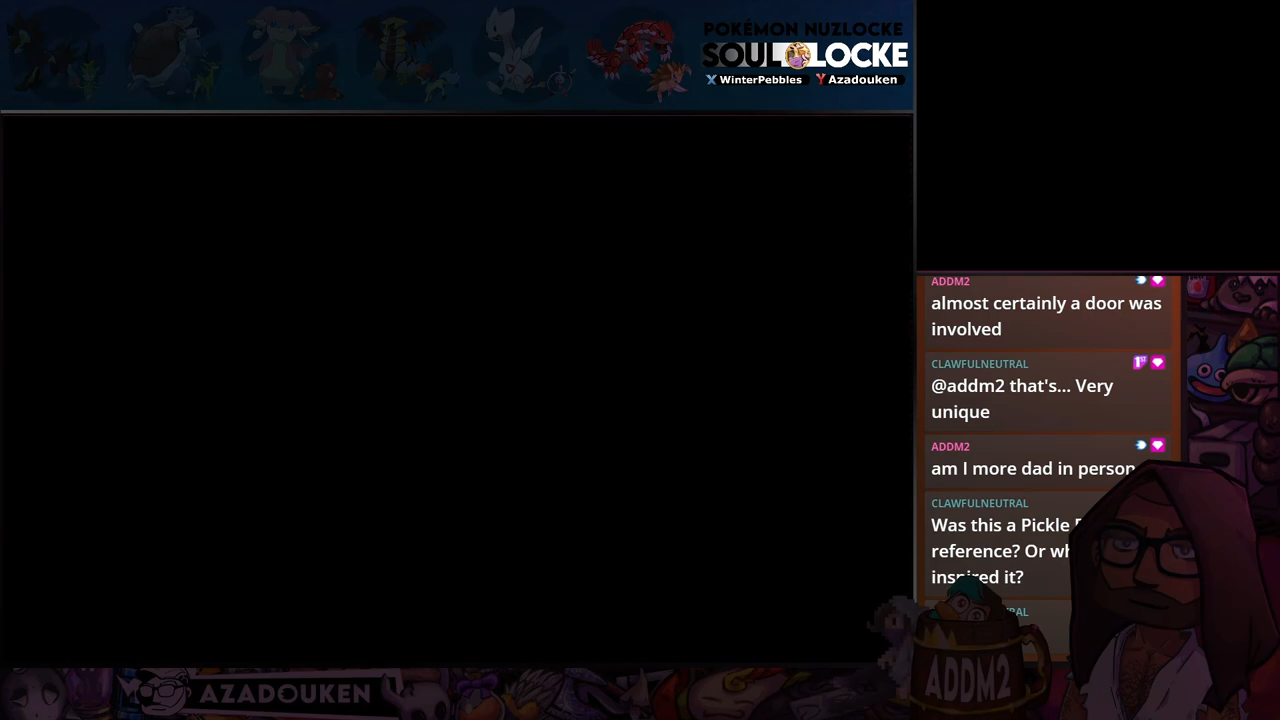 POKÉMON NUZLOCKE
SOUL LOCKE
WinterPebbles Azadouken
ADDM2
almost certainly a door was
involved
CLAWFULNEUTRAL
@addm2 that's... Very
unique
ADDM2
am I more dad in person
CLAWFULNEUTRAL
Was this a Pickle
reference? Or
inspired it?
ADDM2
AZADOUKEN